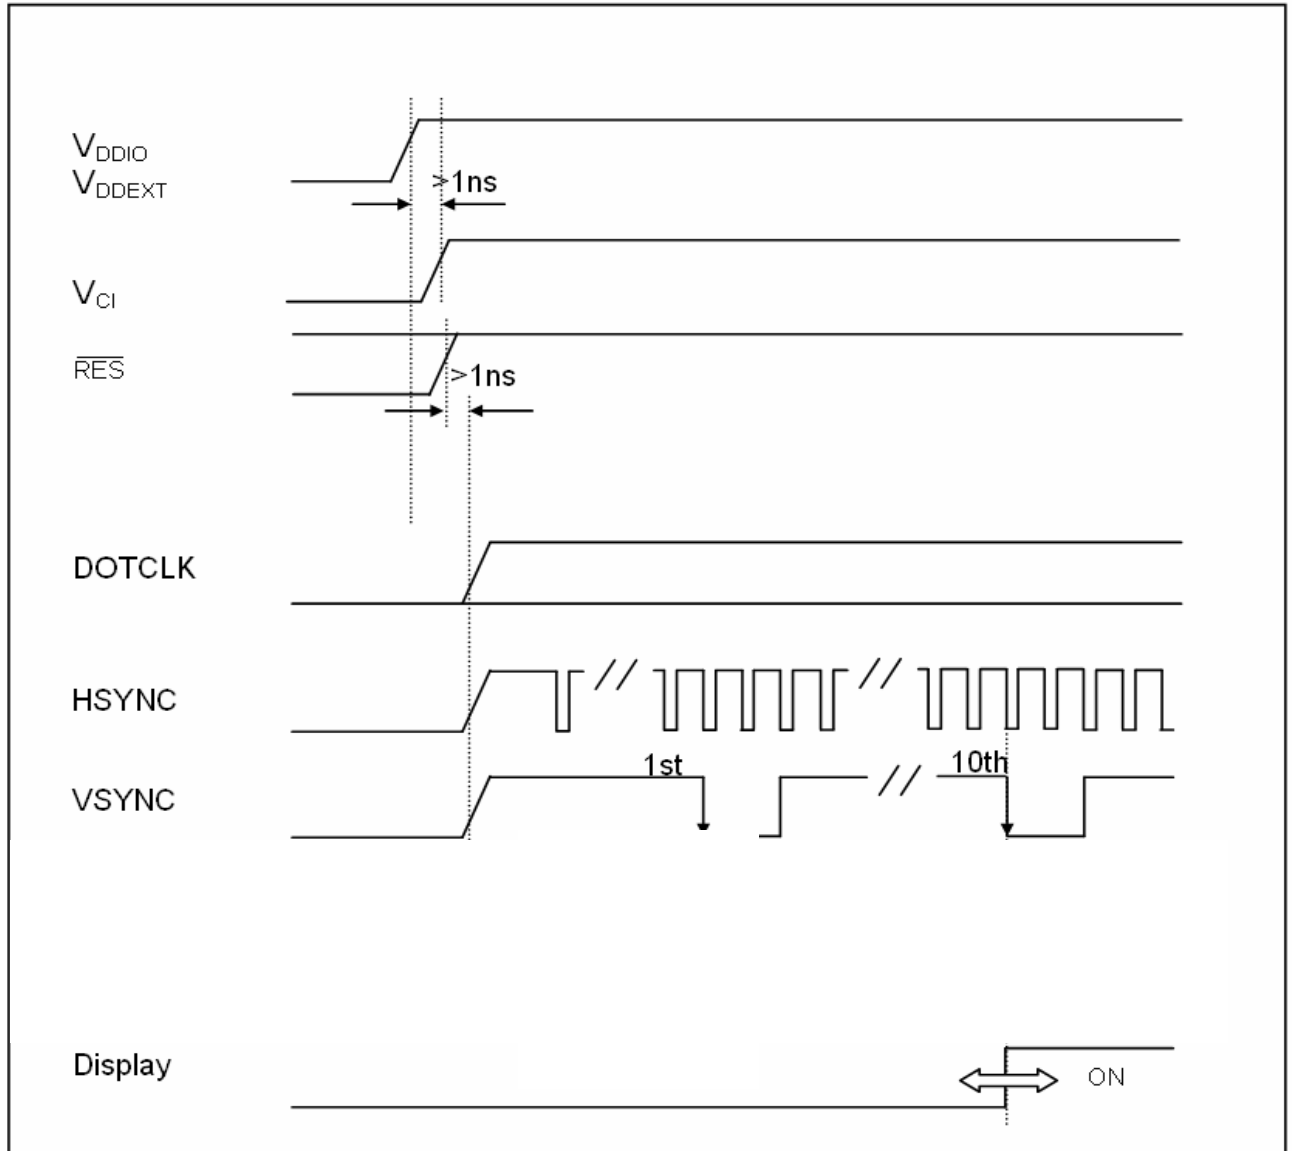 VDDIO
VDDEXT
>1ns
VCI
RES
>1ns
DOTCLK
HSYNC
VSYNC
1st
10th
Display
ON